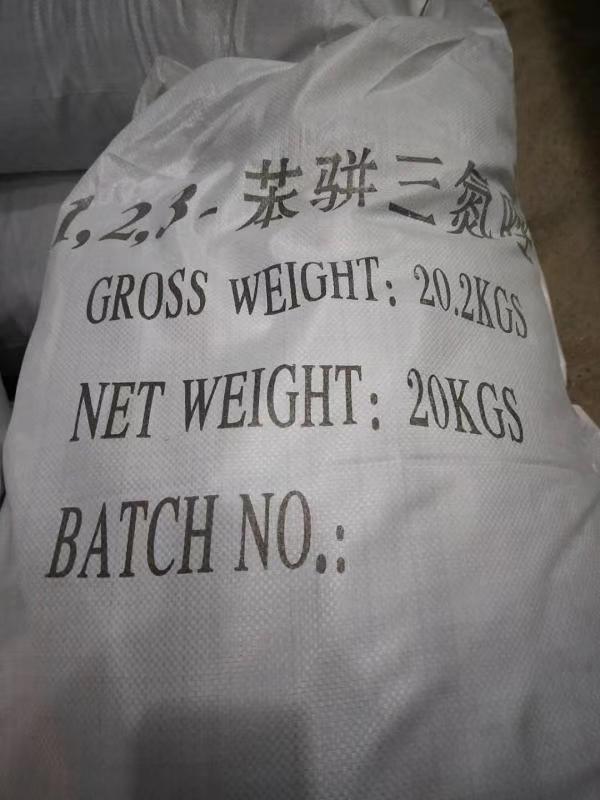 1,2,3-苯骈三氮唑
GROSS WEIGHT: 20.2KGS
NET WEIGHT: 20KGS
BATCH NO.: